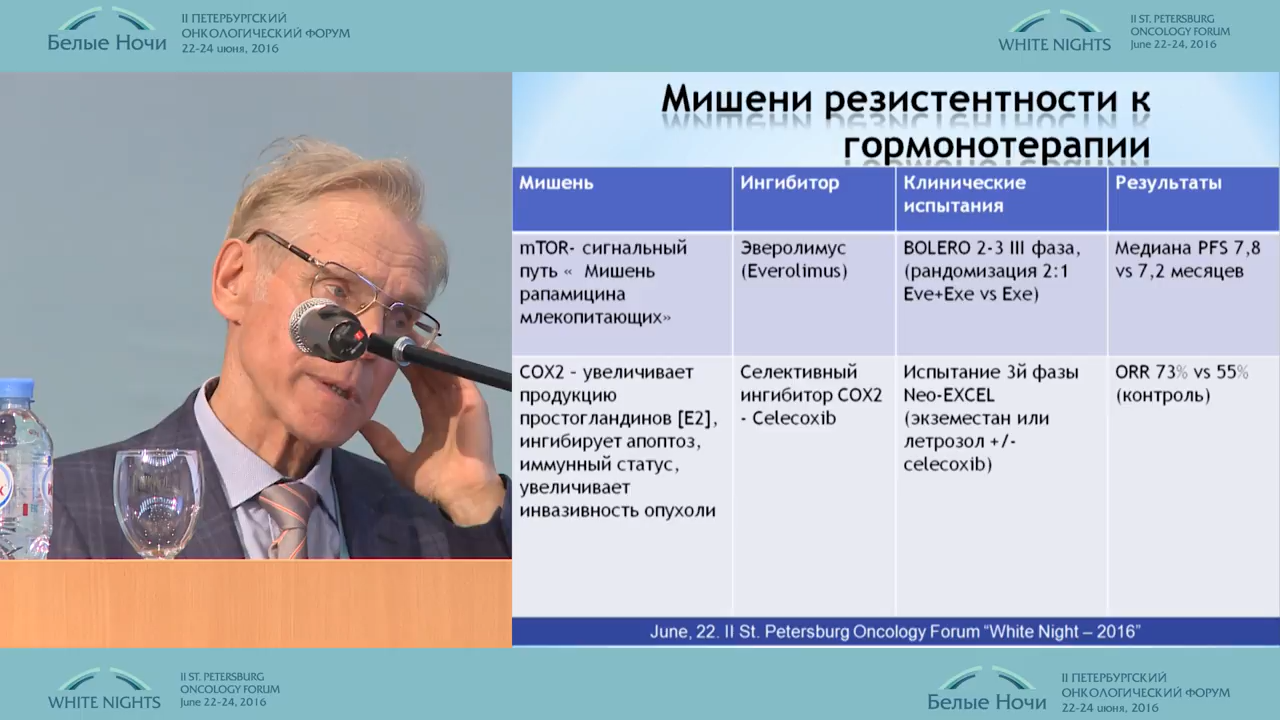 Белые Ночи
II ПЕТЕРБУРГСКИЙ
ОНКОЛОГИЧЕСКИЙ ФОРУМ
22-24 июня, 2016
WHITE NIGHTS
II ST. PETERSBURG
ONCOLOGY FORUM
June 22-24, 2016
Мишени резистентности к
гормонотерапии
Мишень
Ингибитор
Клинические
испытания
Результаты
mTOR- сигнальный
путь « Мишень
рапамицина
млекопитающих»
Эверолимус
(Everolimus)
BOLERO 2-3 III фаза,
(рандомизация 2:1
Eve+Exe vs Exe)
Медиана PFS 7,8
vs 7,2 месяцев
COX2 – увеличивает
продукцию
простогландинов [E2],
ингибирует апоптоз,
иммунный статус,
увеличивает
инвазивность опухоли
Селективный
ингибитор COX2
- Celecoxib
Испытание 3й фазы
Neo-EXCEL
(экземестан или
летрозол +/-
celecoxib)
ORR 73% vs 55%
(контроль)
June, 22. II St. Petersburg Oncology Forum “White Night – 2016”
WHITE NIGHTS
II ST. PETERSBURG
ONCOLOGY FORUM
June 22-24, 2016
Белые Ночи
II ПЕТЕРБУРГСКИЙ
ОНКОЛОГИЧЕСКИЙ ФОРУМ
22-24 июня, 2016